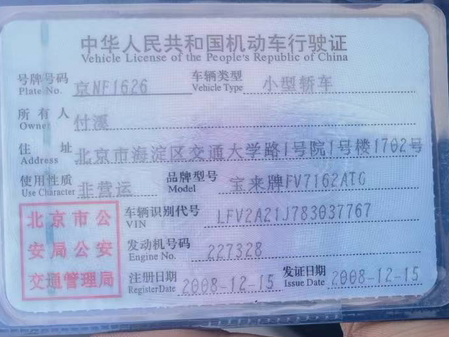 中华人民共和国机动车行驶证
Vehicle License of the People's Republic of China
号牌号码 京NF1626 车辆类型 小型轿车
Plate No. Vehicle Type
所有人 付溪
Owner
住址 北京市海淀区交通大学路1号院1号楼1702号
Address
使用性质 非营运 品牌型号 宝来牌FV7162ATG
Use Character Model
北京市公 车辆识别代号 LFV2A21J783037767
VIN
安局公安 发动机号码 227328
Engine No.
交通管理局 注册日期 2008-12-15 发证日期 2008-12-15
Register Date Issue Date